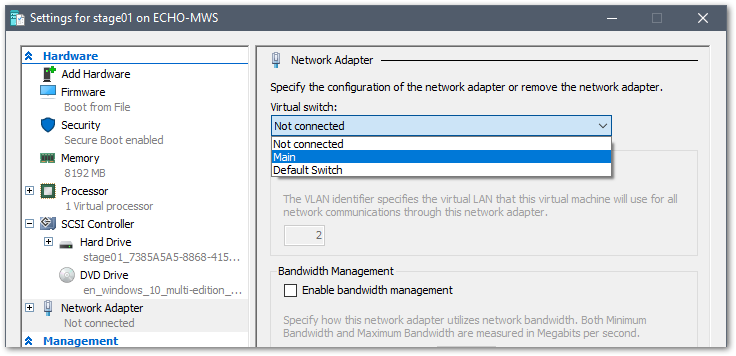 Settings for stage01 on ECHO-MWS
Hardware
Add Hardware
Firmware
Boot from File
Security
Secure Boot enabled
Memory
8192 MB
Processor
1 Virtual processor
SCSI Controller
Hard Drive
stage01_7385A5A5-8868-415...
DVD Drive
en_windows_10_multi-edition_...
Network Adapter
Not connected
Management
Network Adapter
Specify the configuration of the network adapter or remove the network adapter.
Virtual switch:
Not connected
Not connected
Main
Default Switch
The VLAN identifier specifies the virtual LAN that this virtual machine will use for all
network communications through this network adapter.
2
Bandwidth Management
Enable bandwidth management
Specify how this network adapter utilizes network bandwidth. Both Minimum
Bandwidth and Maximum Bandwidth are measured in Megabits per second.